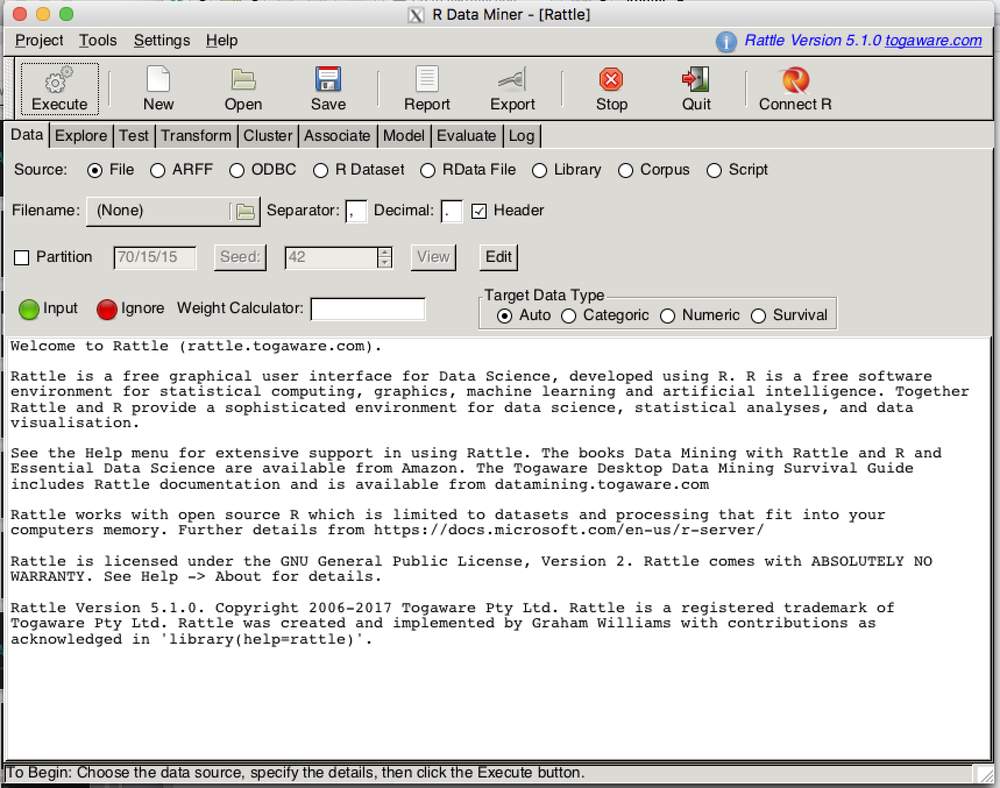 R Data Miner - [Rattle]
Project Tools Settings Help
Rattle Version 5.1.0 togaware.com
Execute New Open Save Report Export Stop Quit Connect R
Data Explore Test Transform Cluster Associate Model Evaluate Log
Source: File ARFF ODBC R Dataset RData File Library Corpus Script
Filename: (None) Separator: , Decimal: . Header
Partition 70/15/15 Seed: 42 View Edit
Target Data Type
Input Ignore Weight Calculator: Auto Categoric Numeric Survival
Welcome to Rattle (rattle.togaware.com).
Rattle is a free graphical user interface for Data Science, developed using R. R is a free software
environment for statistical computing, graphics, machine learning and artificial intelligence. Together
Rattle and R provide a sophisticated environment for data science, statistical analyses, and data
visualisation.
See the Help menu for extensive support in using Rattle. The books Data Mining with Rattle and R and
Essential Data Science are available from Amazon. The Togaware Desktop Data Mining Survival Guide
includes Rattle documentation and is available from datamining.togaware.com
Rattle works with open source R which is limited to datasets and processing that fit into your
computers memory. Further details from https://docs.microsoft.com/en-us/r-server/
Rattle is licensed under the GNU General Public License, Version 2. Rattle comes with ABSOLUTELY NO
WARRANTY. See Help -> About for details.
Rattle Version 5.1.0. Copyright 2006-2017 Togaware Pty Ltd. Rattle is a registered trademark of
Togaware Pty Ltd. Rattle was created and implemented by Graham Williams with contributions as
acknowledged in 'library(help=rattle)'.
To Begin: Choose the data source, specify the details, then click the Execute button.